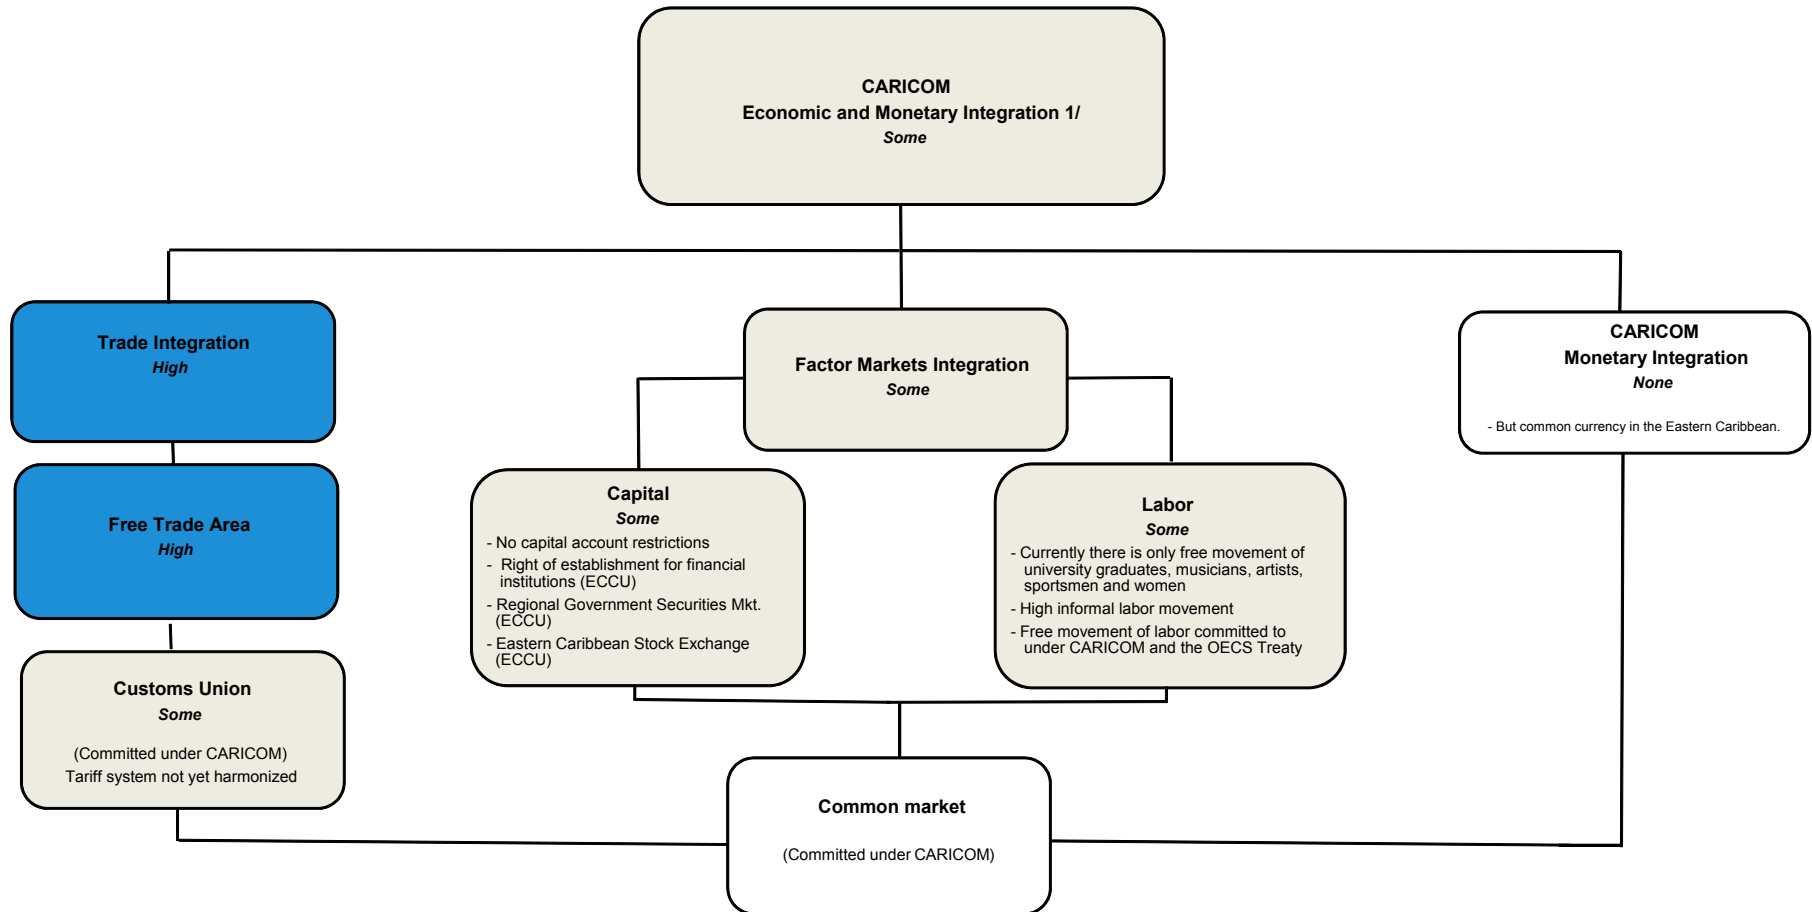 CARICOM
Economic and Monetary Integration 1/
Some
Trade Integration
High
Factor Markets Integration
Some
CARICOM
Monetary Integration
None
- But common currency in the Eastern Caribbean.
Free Trade Area
High
Capital
Some
- No capital account restrictions
- Right of establishment for financial
institutions (ECCU)
- Regional Government Securities Mkt.
(ECCU)
- Eastern Caribbean Stock Exchange
(ECCU)
Labor
Some
- Currently there is only free movement of
university graduates, musicians, artists,
sportsmen and women
- High informal labor movement
- Free movement of labor committed to
under CARICOM and the OECS Treaty
Customs Union
Some
(Committed under CARICOM)
Tariff system not yet harmonized
Common market
(Committed under CARICOM)